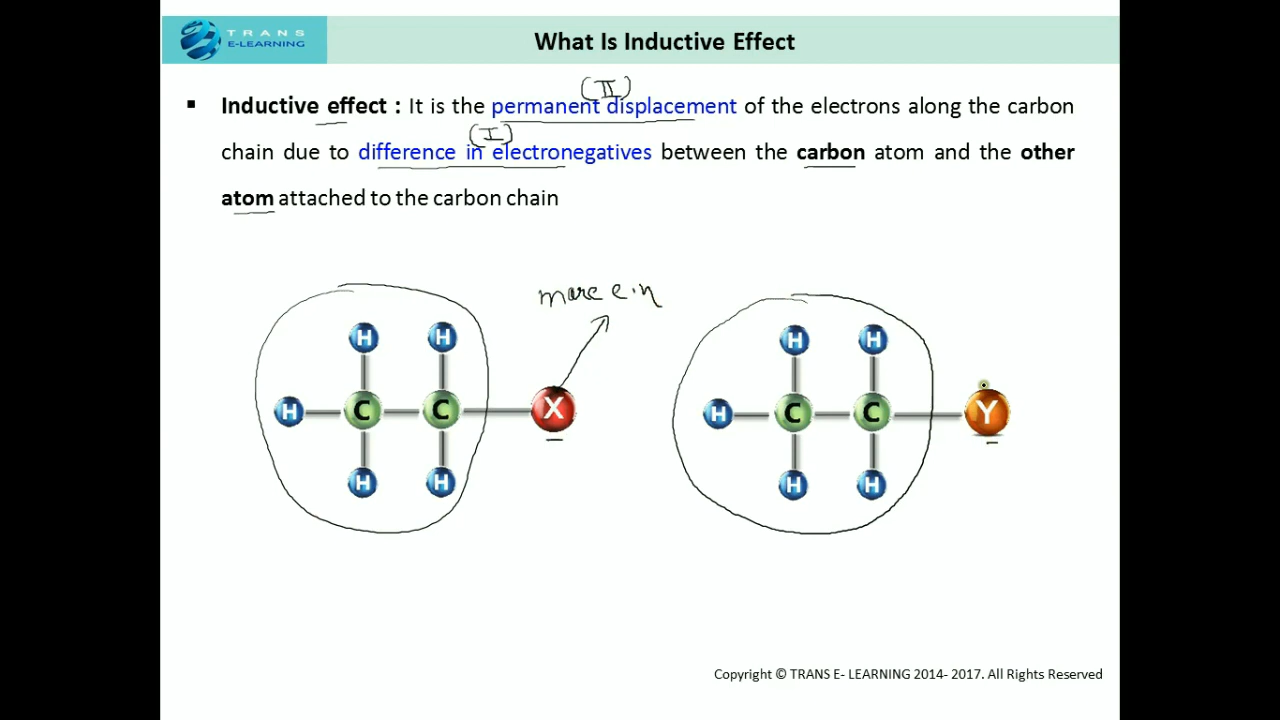 TRANS
E-LEARNING
What Is Inductive Effect
(II)
▪ Inductive effect : It is the permanent displacement of the electrons along the carbon
(I)
chain due to difference in electronegatives between the carbon atom and the other
atom attached to the carbon chain
more e.n
H H H H
H C C X H C C Y
H H H H
Copyright © TRANS E- LEARNING 2014- 2017. All Rights Reserved